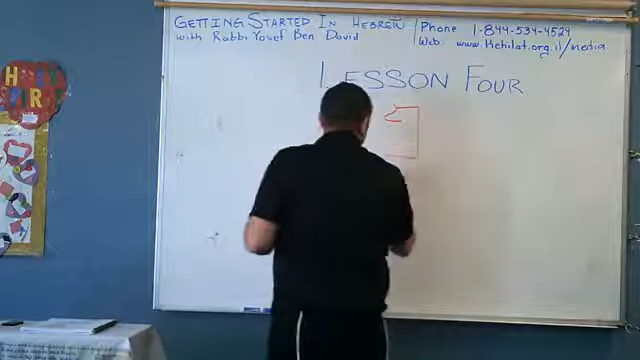 GETTING STARTED IN HEBREW
with Rabbi Yosef Ben David
Phone 1-844-534-4524
Web: www.Kehilat.org.il/media
LESSON FOUR